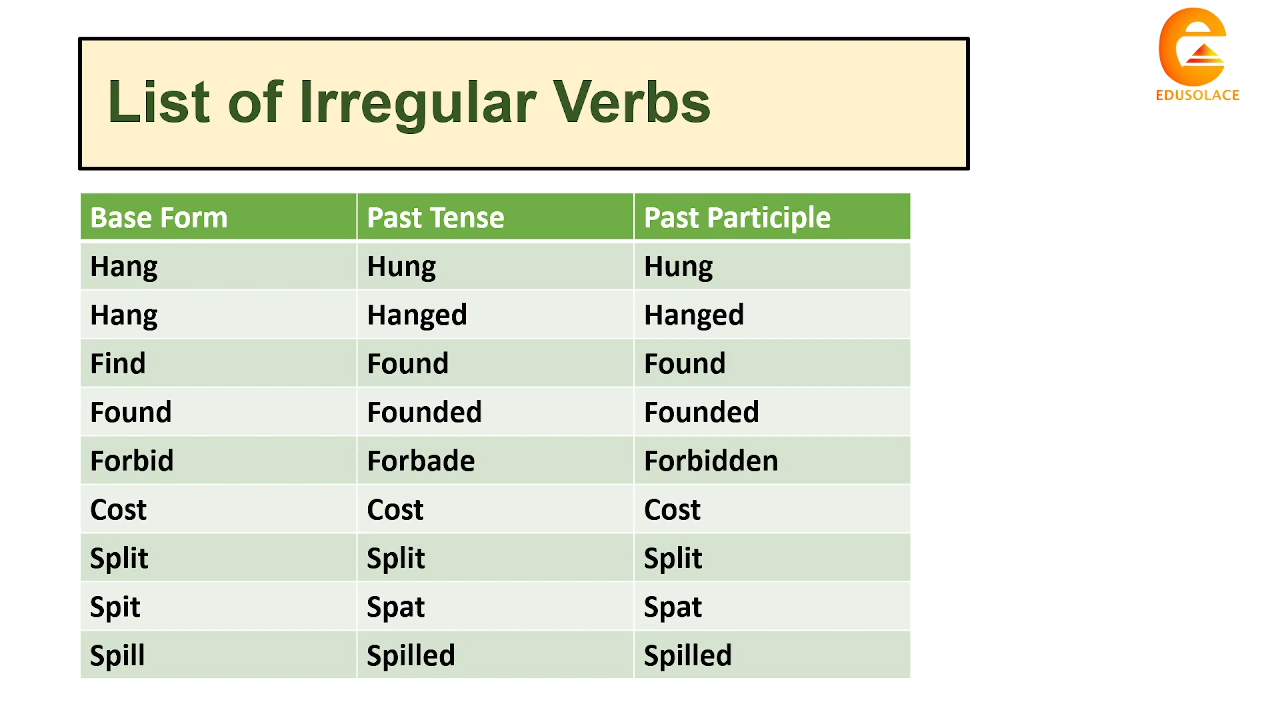 List of Irregular Verbs
EDUSOLACE
Base Form Past Tense Past Participle
Hang Hung Hung
Hang Hanged Hanged
Find Found Found
Found Founded Founded
Forbid Forbade Forbidden
Cost Cost Cost
Split Split Split
Spit Spat Spat
Spill Spilled Spilled